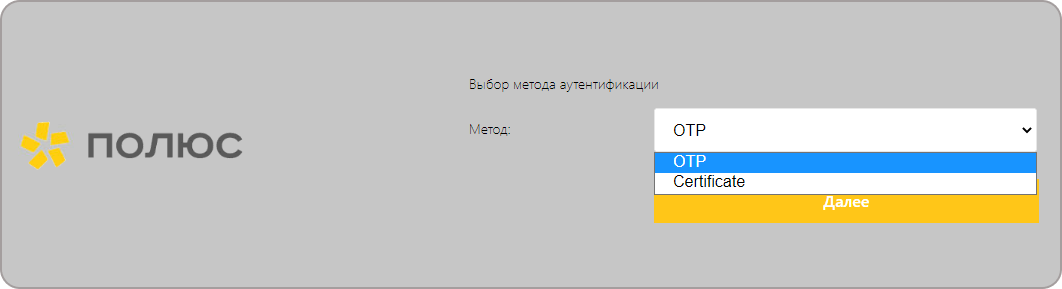 Выбор метода аутентификации
ПОЛЮС
Метод:
OTP
OTP
Certificate
Далее